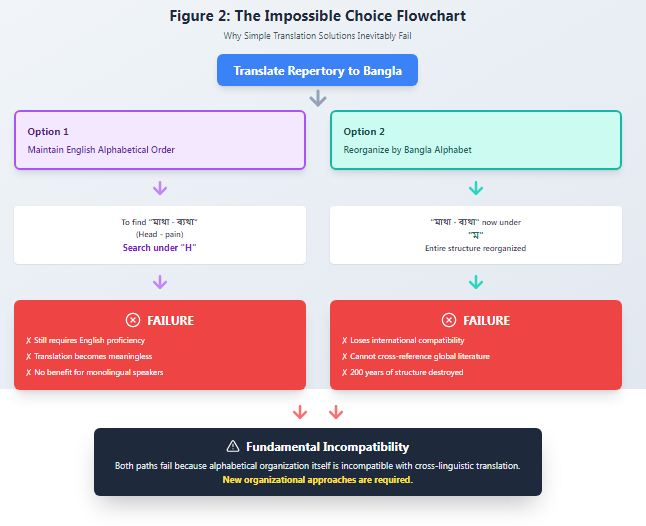 Figure 2: The Impossible Choice Flowchart
Why Simple Translation Solutions Inevitably Fail
Translate Repertory to Bangla
Option 1
Maintain English Alphabetical Order
To find "মাথা - ব্যথা"
(Head - pain)
Search under "H"
FAILURE
✗ Still requires English proficiency
✗ Translation becomes meaningless
✗ No benefit for monolingual speakers
Option 2
Reorganize by Bangla Alphabet
"মাথা - ব্যথা" now under
"ম"
Entire structure reorganized
FAILURE
✗ Loses international compatibility
✗ Cannot cross-reference global literature
✗ 200 years of structure destroyed
Fundamental Incompatibility
Both paths fail because alphabetical organization itself is incompatible with cross-linguistic translation.
New organizational approaches are required.